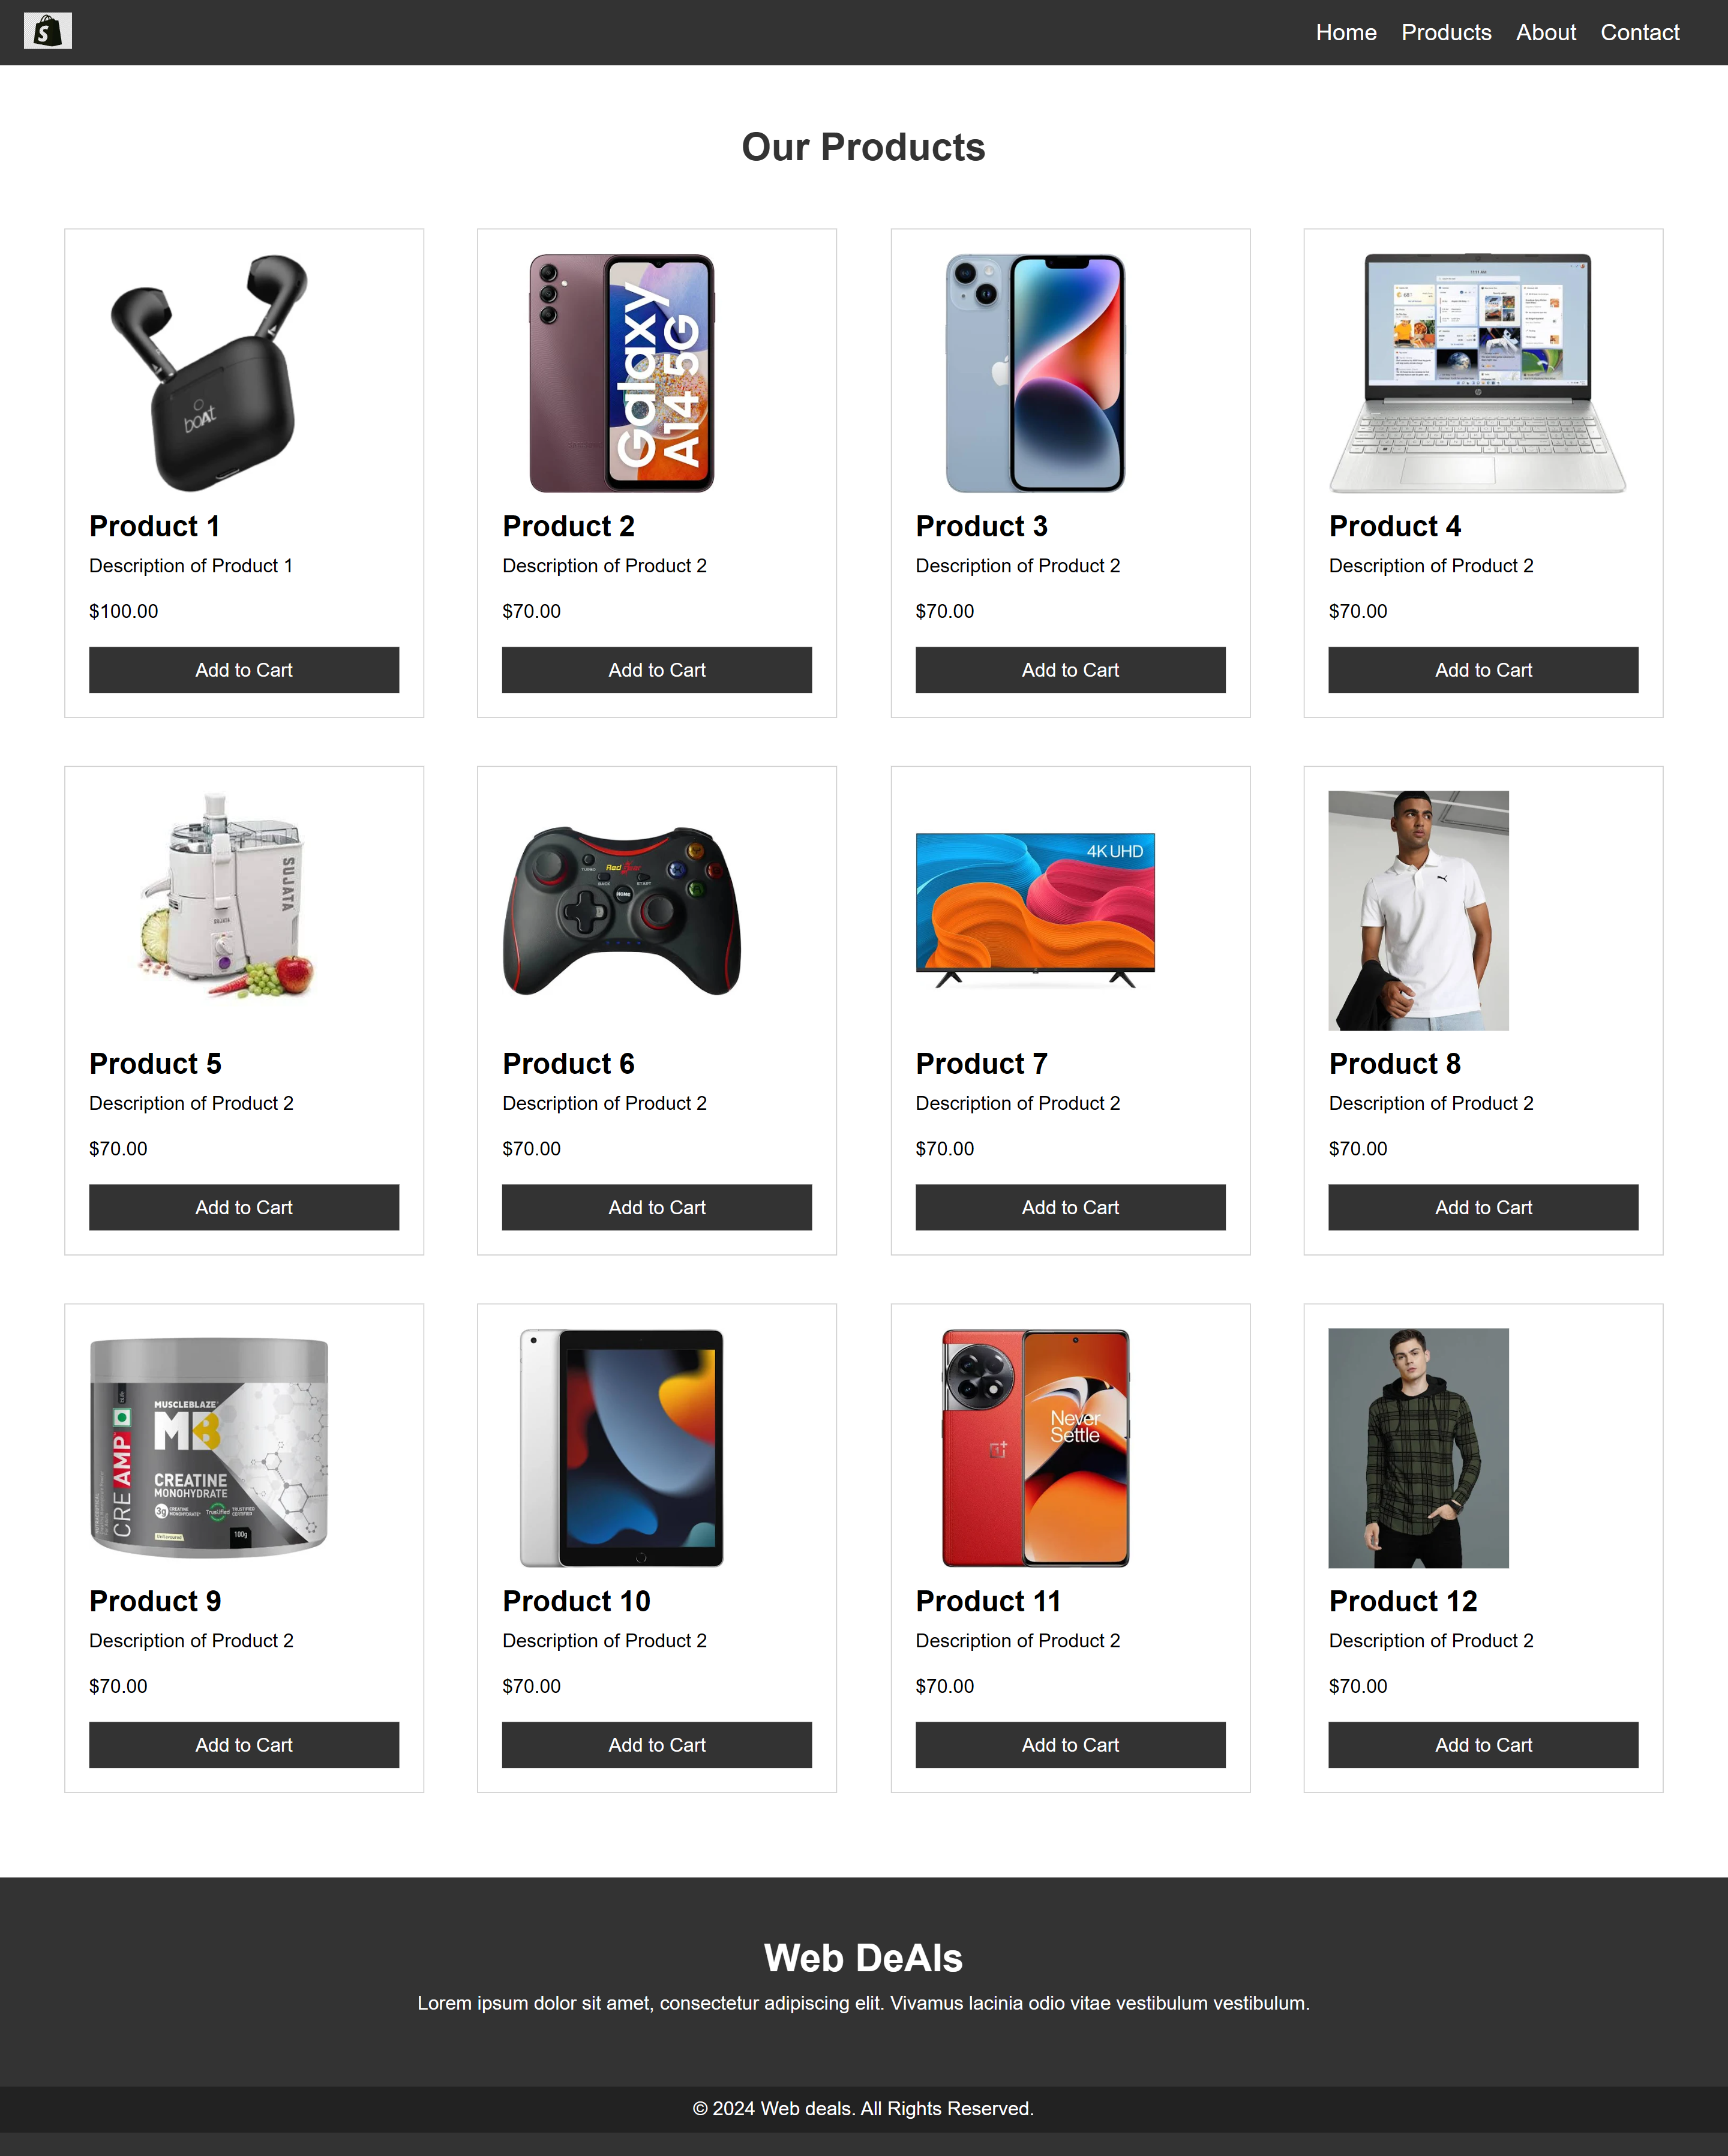 S
Home Products About Contact
Our Products
boAt
Galaxy
A14 5G
Product 1
Description of Product 1
$100.00
Add to Cart
Product 2
Description of Product 2
$70.00
Add to Cart
Product 3
Description of Product 2
$70.00
Add to Cart
Product 4
Description of Product 2
$70.00
Add to Cart
SUJATA
SUJATA
HOME
4K UHD
Product 5
Description of Product 2
$70.00
Add to Cart
Product 6
Description of Product 2
$70.00
Add to Cart
Product 7
Description of Product 2
$70.00
Add to Cart
Product 8
Description of Product 2
$70.00
Add to Cart
CREAMP
MUSCLEBLAZE
MB
CREATINE
MONOHYDRATE
3g
100g
Never
Settle
Product 9
Description of Product 2
$70.00
Add to Cart
Product 10
Description of Product 2
$70.00
Add to Cart
Product 11
Description of Product 2
$70.00
Add to Cart
Product 12
Description of Product 2
$70.00
Add to Cart
Web DeAls
Lorem ipsum dolor sit amet, consectetur adipiscing elit. Vivamus lacinia odio vitae vestibulum vestibulum.
© 2024 Web deals. All Rights Reserved.